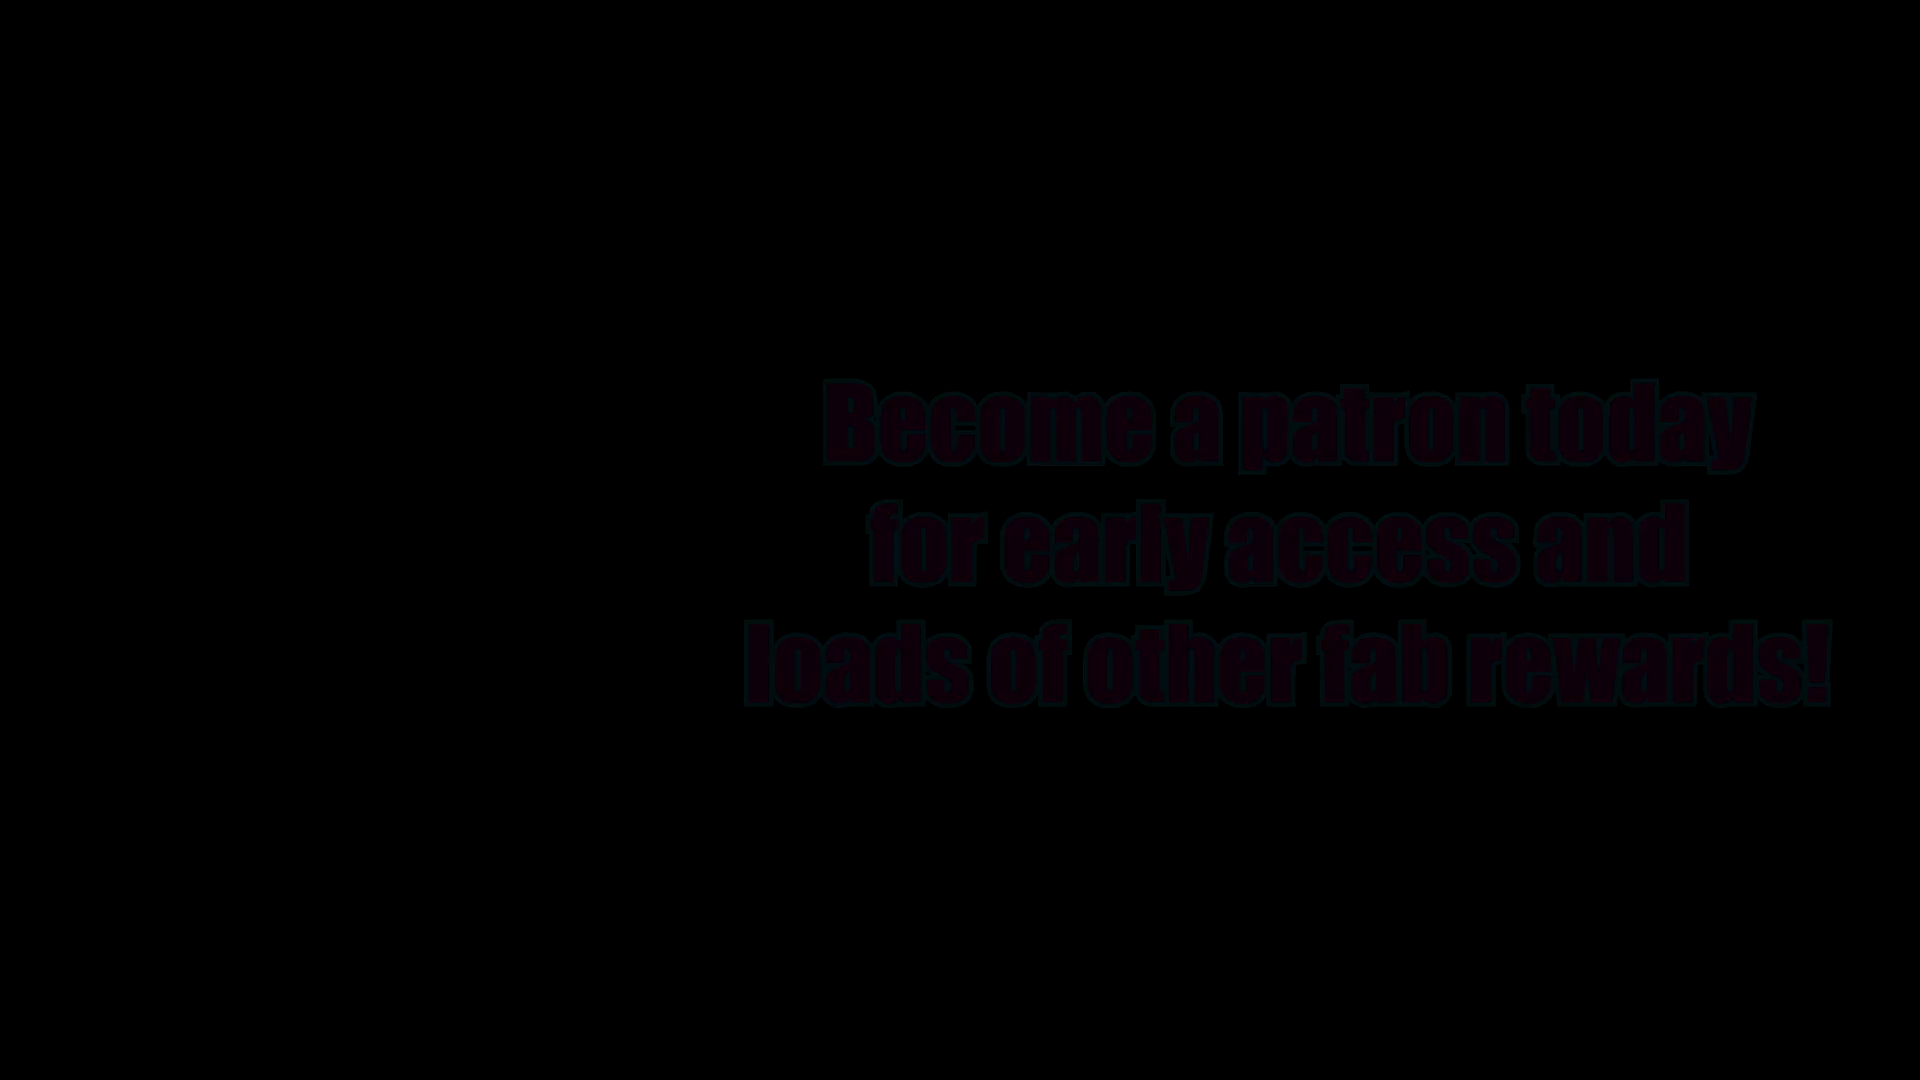 Become a patron today
for early access and
loads of other fab rewards!